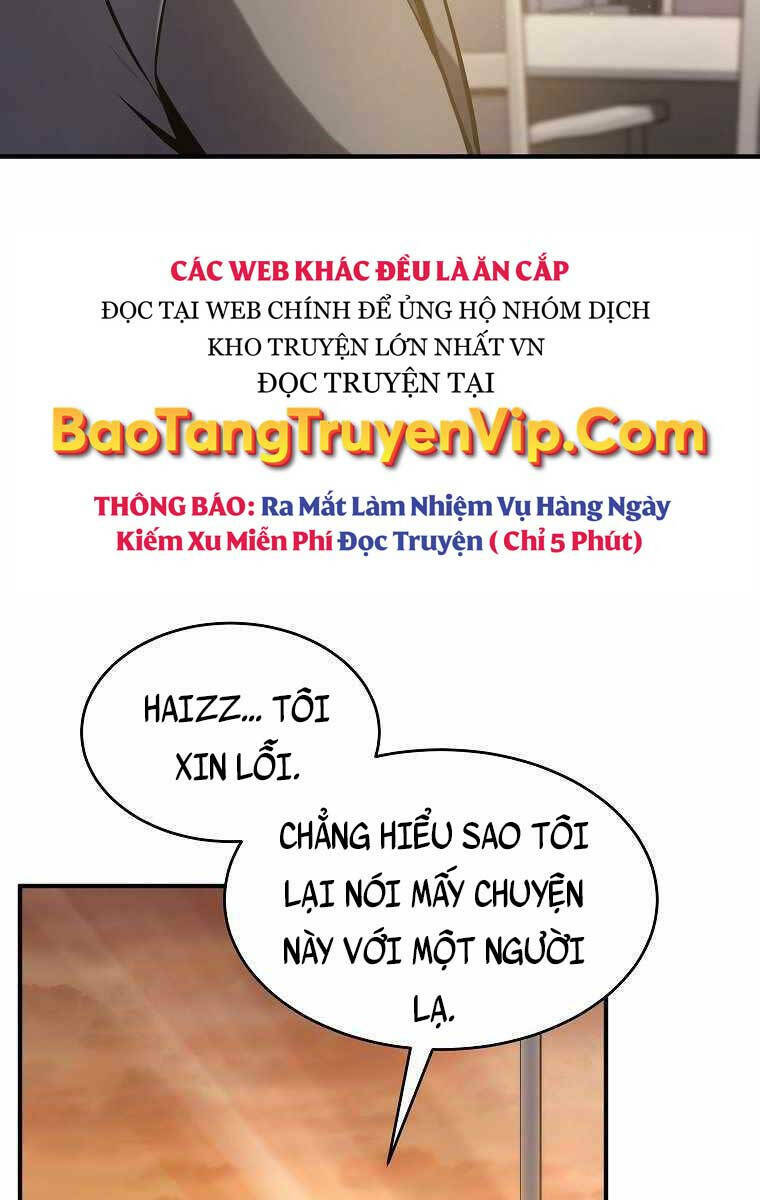 CÁC WEB KHÁC ĐỀU LÀ ĂN CẮP
ĐỌC TẠI WEB CHÍNH ĐỂ ỦNG HỘ NHÓM DỊCH
KHO TRUYỆN LỚN NHẤT VN
ĐỌC TRUYỆN TẠI
BaoTangTruyenVip.Com
THÔNG BÁO: Ra Mắt Làm Nhiệm Vụ Hàng Ngày
Kiếm Xu Miễn Phí Đọc Truyện ( Chỉ 5 Phút)
HAIZZ... TÔI
XIN LỖI.
CHẲNG HIỂU SAO TÔI
LẠI NÓI MẤY CHUYỆN
NÀY VỚI MỘT NGƯỜI
LẠ.